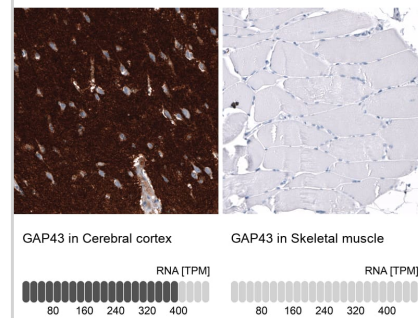 GAP43 in Cerebral cortex
GAP43 in Skeletal muscle
RNA [TPM]
RNA [TPM]
80 160 240 320 400
80 160 240 320 400